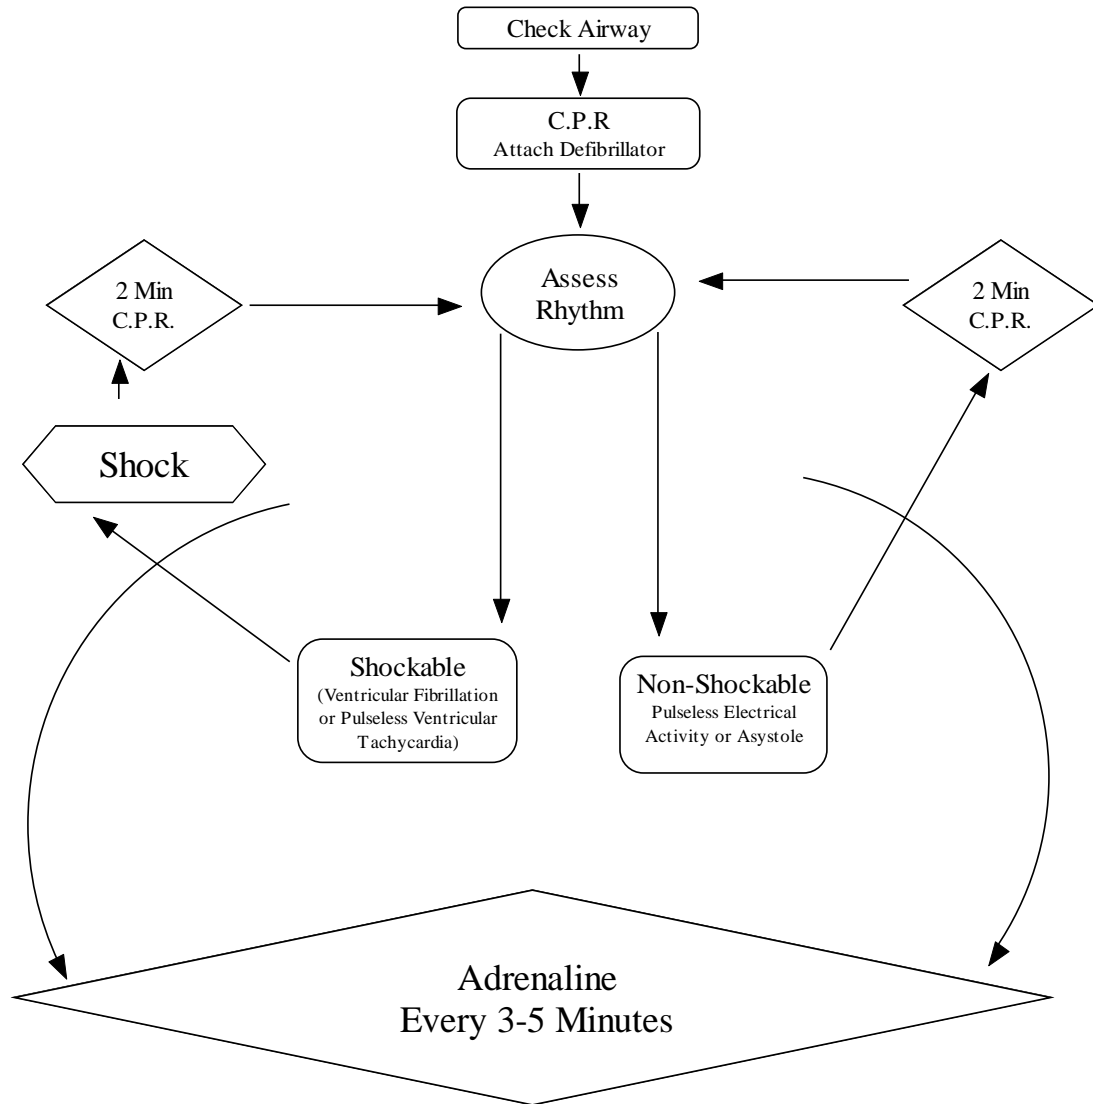 Check Airway
C.P.R
Attach Defibrillator
Assess
Rhythm
2 Min
C.P.R.
2 Min
C.P.R.
Shock
Shockable
(Ventricular Fibrillation
or Pulseless Ventricular
Tachycardia)
Non-Shockable
Pulseless Electrical
Activity or Asystole
Adrenaline
Every 3-5 Minutes